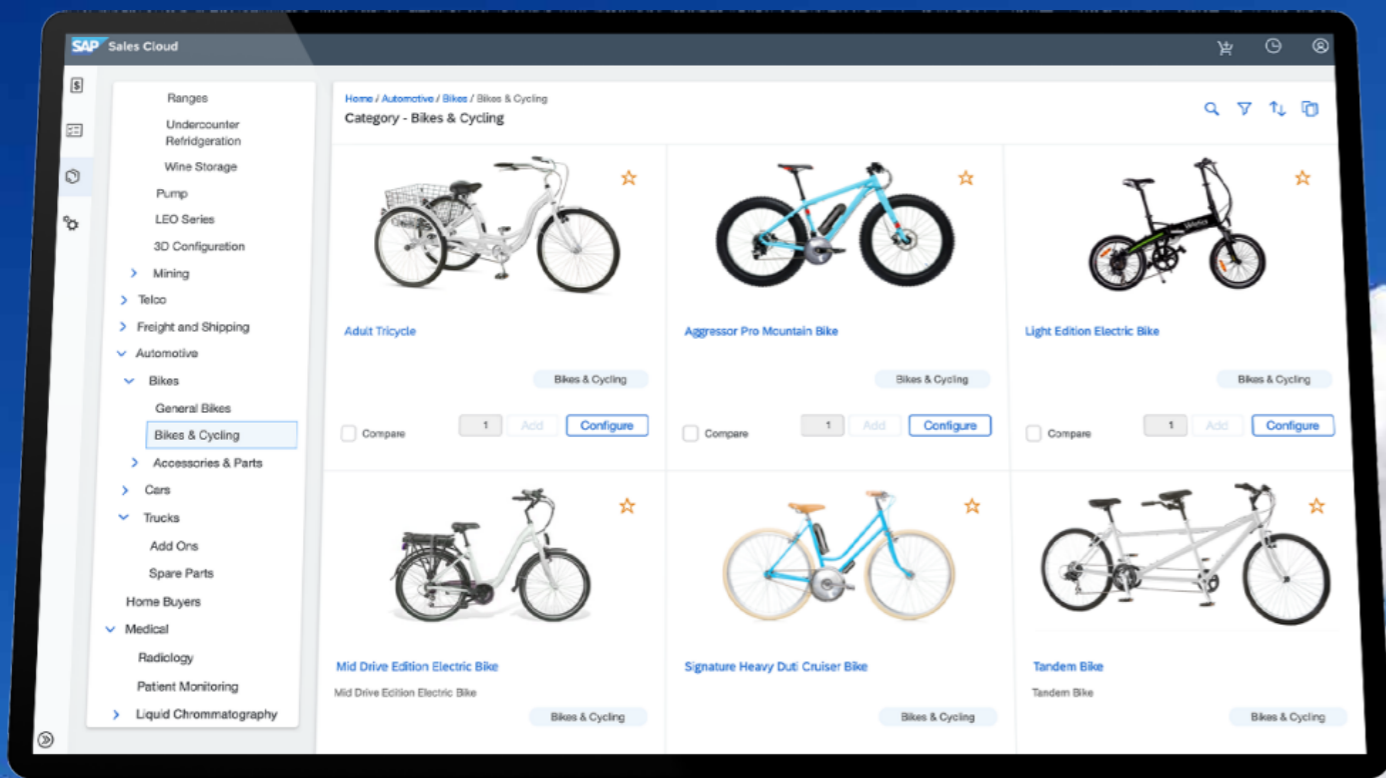 SAP Sales Cloud
Ranges
Undercounter
Refridgeration
Wine Storage
Pump
LEO Series
3D Configuration
Mining
Telco
Freight and Shipping
Automotive
Bikes
General Bikes
Bikes & Cycling
Accessories & Parts
Cars
Trucks
Add Ons
Spare Parts
Home Buyers
Medical
Radiology
Patient Monitoring
Liquid Chrommatography
Home / Automotive / Bikes / Bikes & Cycling
Category - Bikes & Cycling
Adult Tricycle
Bikes & Cycling
Compare 1 Add Configure
Aggressor Pro Mountain Bike
Bikes & Cycling
Compare 1 Add Configure
Light Edition Electric Bike
Bikes & Cycling
Compare 1 Add Configure
Mid Drive Edition Electric Bike
Mid Drive Edition Electric Bike
Bikes & Cycling
Signature Heavy Duti Cruiser Bike
Bikes & Cycling
Tandem Bike
Tandem Bike
Bikes & Cycling